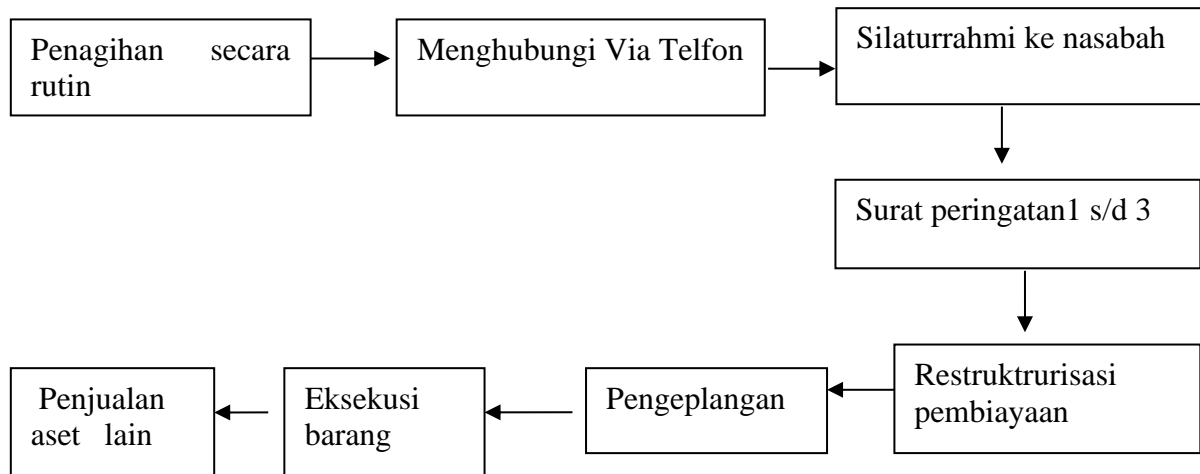 Penagihan secara
rutin
Menghubungi Via Telfon
Silaturrahmi ke nasabah
Surat peringatan1 s/d 3
Restruktrurisasi
pembiayaan
Pengeplangan
Eksekusi
barang
Penjualan
aset lain